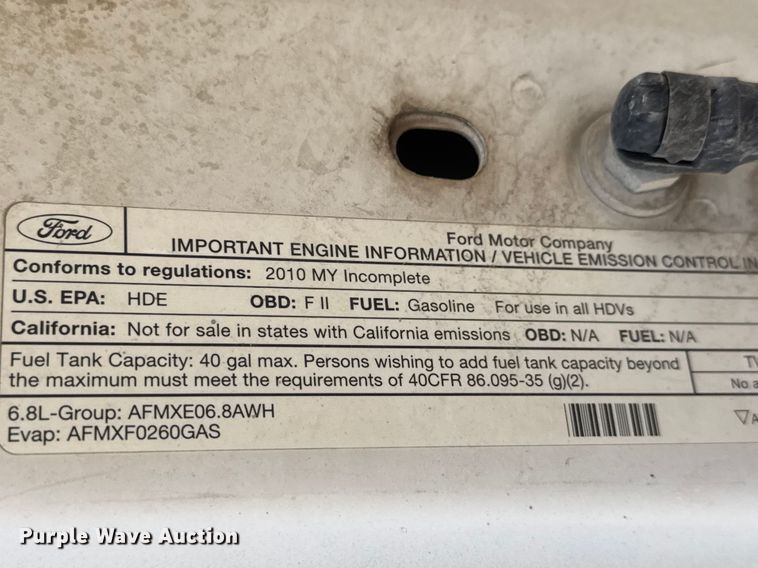 Ford
Ford Motor Company
IMPORTANT ENGINE INFORMATION / VEHICLE EMISSION CONTROL IN
Conforms to regulations: 2010 MY Incomplete
U.S. EPA: HDE OBD: F II FUEL: Gasoline For use in all HDVs
California: Not for sale in states with California emissions OBD: N/A FUEL: N/A
Fuel Tank Capacity: 40 gal max. Persons wishing to add fuel tank capacity beyond
the maximum must meet the requirements of 40CFR 86.095-35 (g)(2).
TV
No a
6.8L-Group: AFMXE06.8AWH
Evap: AFMXF0260GAS
A
Purple Wave Auction